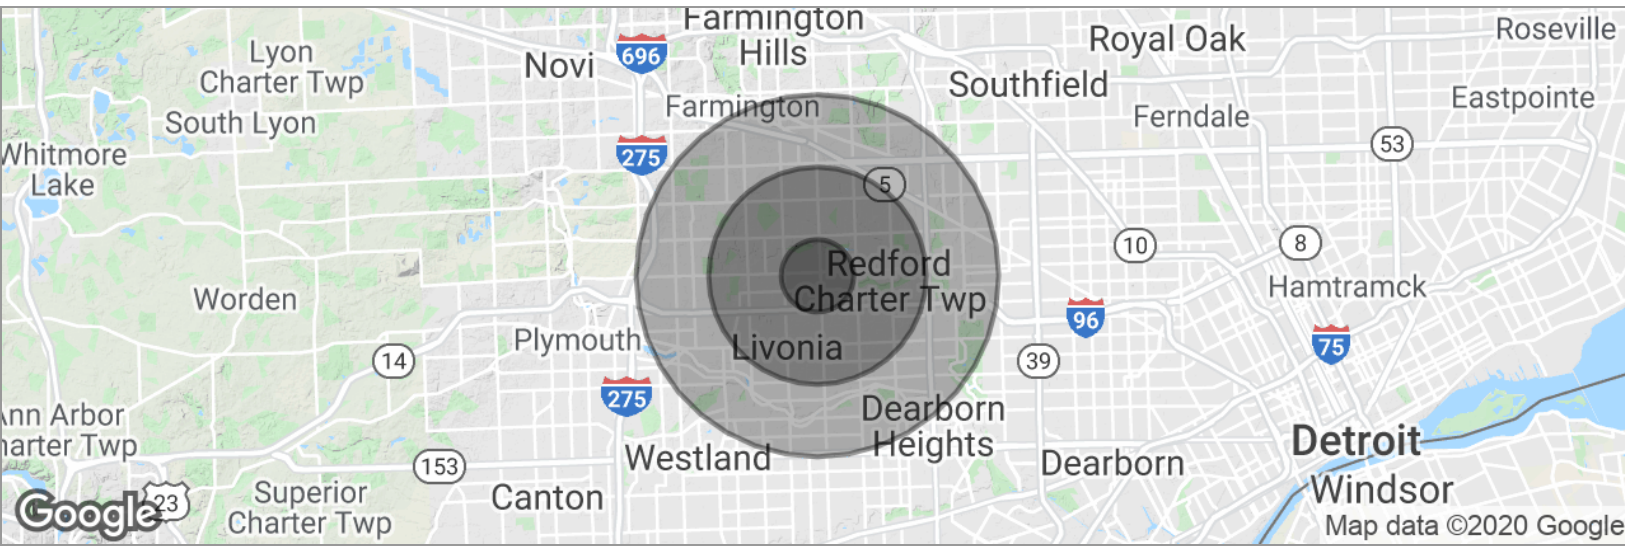 Farmington
Hills
Roseville
Royal Oak
Lyon
Charter Twp
Novi
696
Southfield
Eastpointe
Farmington
Ferndale
South Lyon
53
Whitmore
Lake
275
5
10
8
Redford
Charter Twp
Hamtramck
Worden
96
Plymouth
Livonia
75
14
39
275
Ann Arbor
Charter Twp
Dearborn
Heights
Detroit
Westland
Dearborn
153
Canton
Windsor
Superior
Charter Twp
23
Google
Map data ©2020 Google